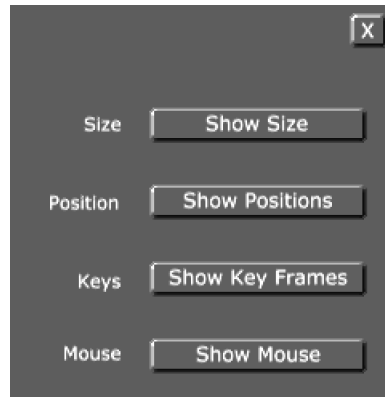 X
Size Show Size
Position Show Positions
Keys Show Key Frames
Mouse Show Mouse